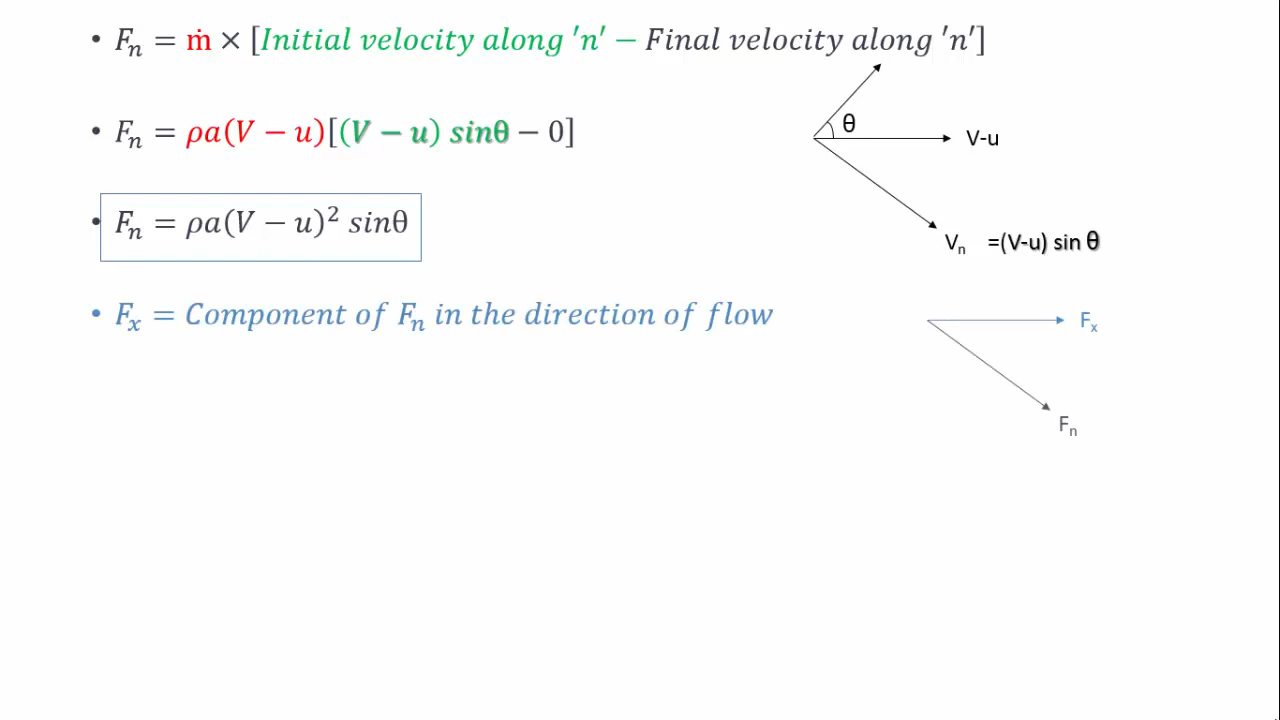 • Fₙ = ṁ × [Initial velocity along 'n' − Final velocity along 'n']
θ
• Fₙ = ρa(V − u)[(V − u) sinθ − 0]
V-u
• Fₙ = ρa(V − u)² sinθ
Vₙ =(V-u) sin θ
• Fₓ = Component of Fₙ in the direction of flow
Fₓ
Fₙ